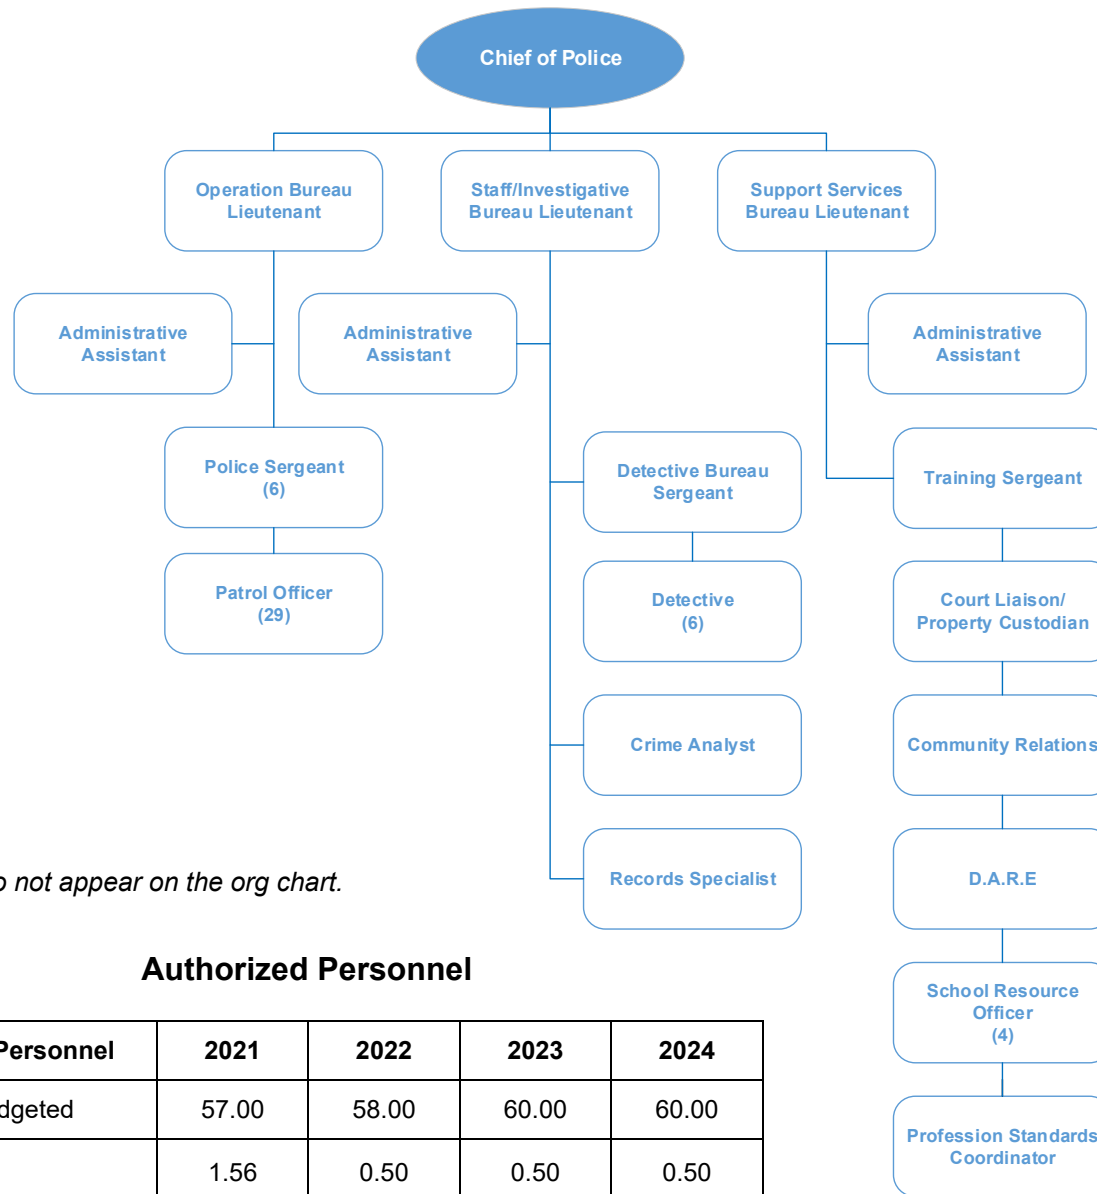 Chief of Police
Operation Bureau
Lieutenant
Staff/Investigative
Bureau Lieutenant
Support Services
Bureau Lieutenant
Administrative
Assistant
Administrative
Assistant
Administrative
Assistant
Police Sergeant
(6)
Detective Bureau
Sergeant
Training Sergeant
Patrol Officer
(29)
Detective
(6)
Court Liaison/
Property Custodian
Crime Analyst
Community Relations
Records Specialist
D.A.R.E
not appear on the org chart.
School Resource
Officer
(4)
Profession Standards
Coordinator
Authorized Personnel
Personnel 2021 2022 2023 2024
dgeted 57.00 58.00 60.00 60.00
1.56 0.50 0.50 0.50